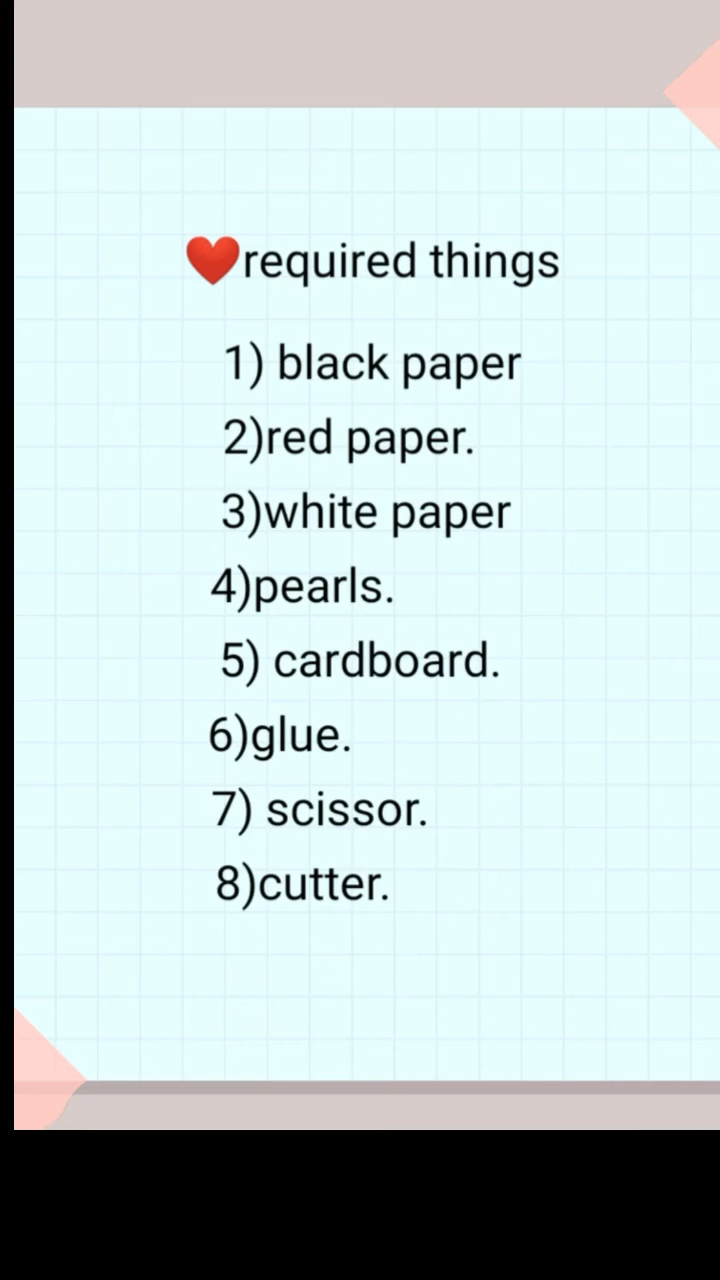 ❤️required things
1) black paper
2)red paper.
3)white paper
4)pearls.
5) cardboard.
6)glue.
7) scissor.
8)cutter.